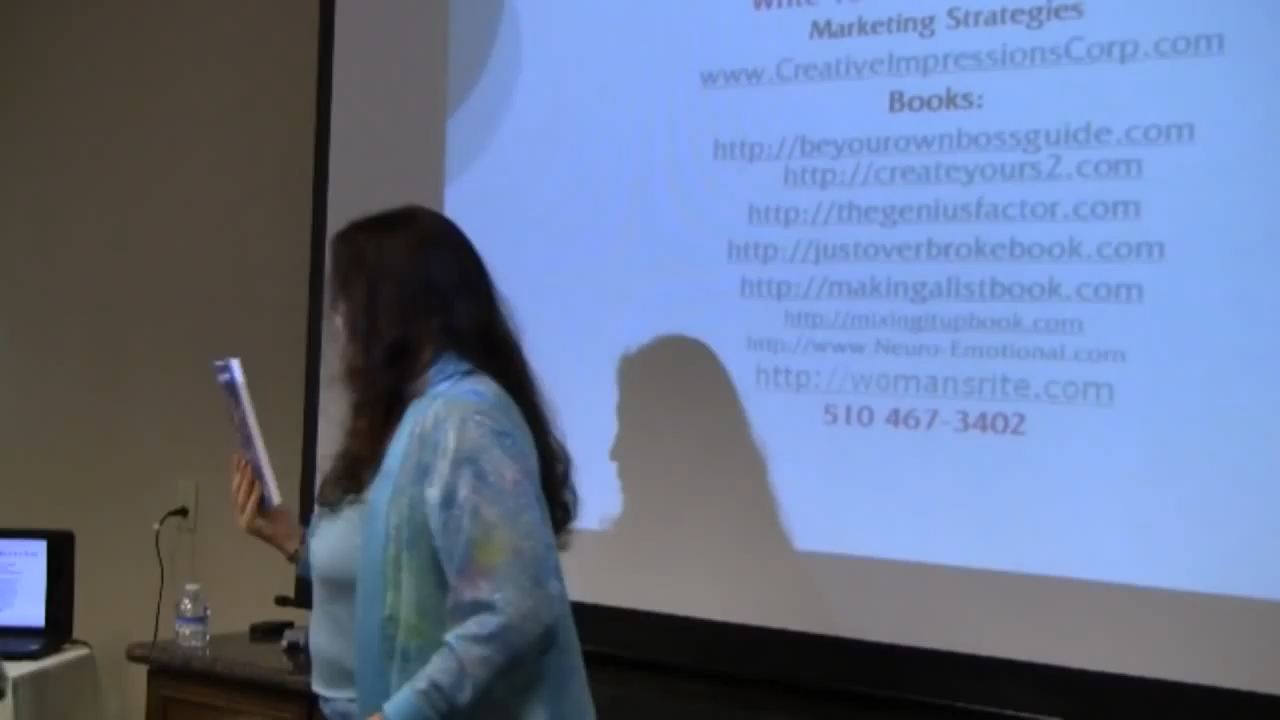 Write
Marketing Strategies
www.CreativeImpressionsCorp.com
Books:
http://beyourownbossguide.com
http://createyours2.com
http://thegeniusfactor.com
http://justoverbrokebook.com
http://makingalistbook.com
http://mixingitupbook.com
http://www.Neuro-Emotional.com
http://womansrite.com
510 467-3402